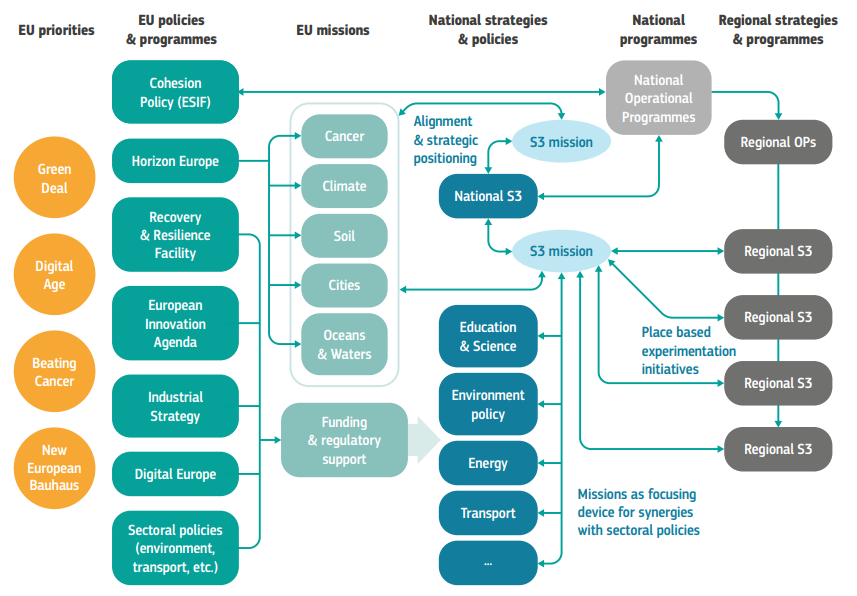 EU priorities
EU policies
& programmes
EU missions
National strategies
& policies
National
programmes
Regional strategies
& programmes
Green
Deal
Digital
Age
Beating
Cancer
New
European
Bauhaus
Cohesion
Policy (ESIF)
Horizon Europe
Recovery
& Resilience
Facility
European
Innovation
Agenda
Industrial
Strategy
Digital Europe
Sectoral policies
(environment,
transport, etc.)
Cancer
Climate
Soil
Cities
Oceans
& Waters
Funding
& regulatory
support
Alignment
& strategic
positioning
S3 mission
National S3
S3 mission
Education
& Science
Environment
policy
Energy
Transport
...
National
Operational
Programmes
Place based
experimentation
initiatives
Missions as focusing
device for synergies
with sectoral policies
Regional OPs
Regional S3
Regional S3
Regional S3
Regional S3